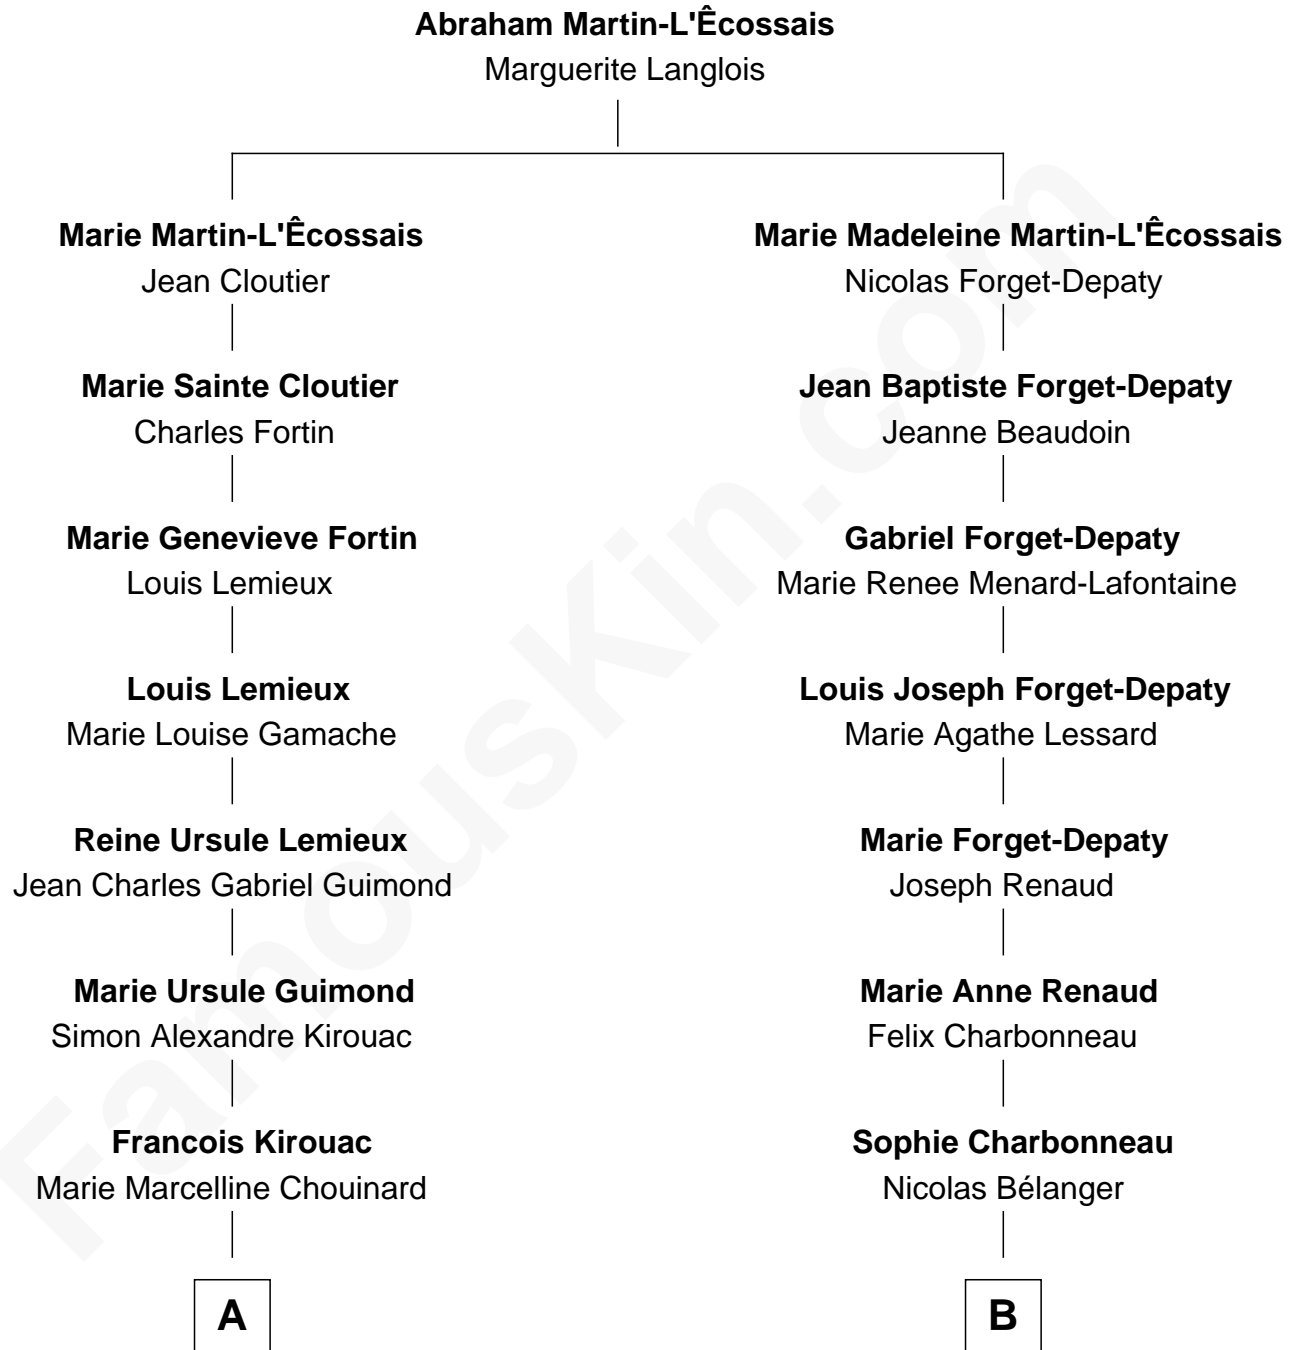 Abraham Martin-L'Êcossais
Marguerite Langlois
Marie Martin-L'Êcossais
Jean Cloutier
Marie Madeleine Martin-L'Êcossais
Nicolas Forget-Depaty
Marie Sainte Cloutier
Charles Fortin
Jean Baptiste Forget-Depaty
Jeanne Beaudoin
Marie Genevieve Fortin
Louis Lemieux
Gabriel Forget-Depaty
Marie Renee Menard-Lafontaine
Louis Lemieux
Marie Louise Gamache
Louis Joseph Forget-Depaty
Marie Agathe Lessard
Reine Ursule Lemieux
Jean Charles Gabriel Guimond
Marie Forget-Depaty
Joseph Renaud
Marie Ursule Guimond
Simon Alexandre Kirouac
Marie Anne Renaud
Felix Charbonneau
Francois Kirouac
Marie Marcelline Chouinard
Sophie Charbonneau
Nicolas Bélanger
A
B
FamousKin.com